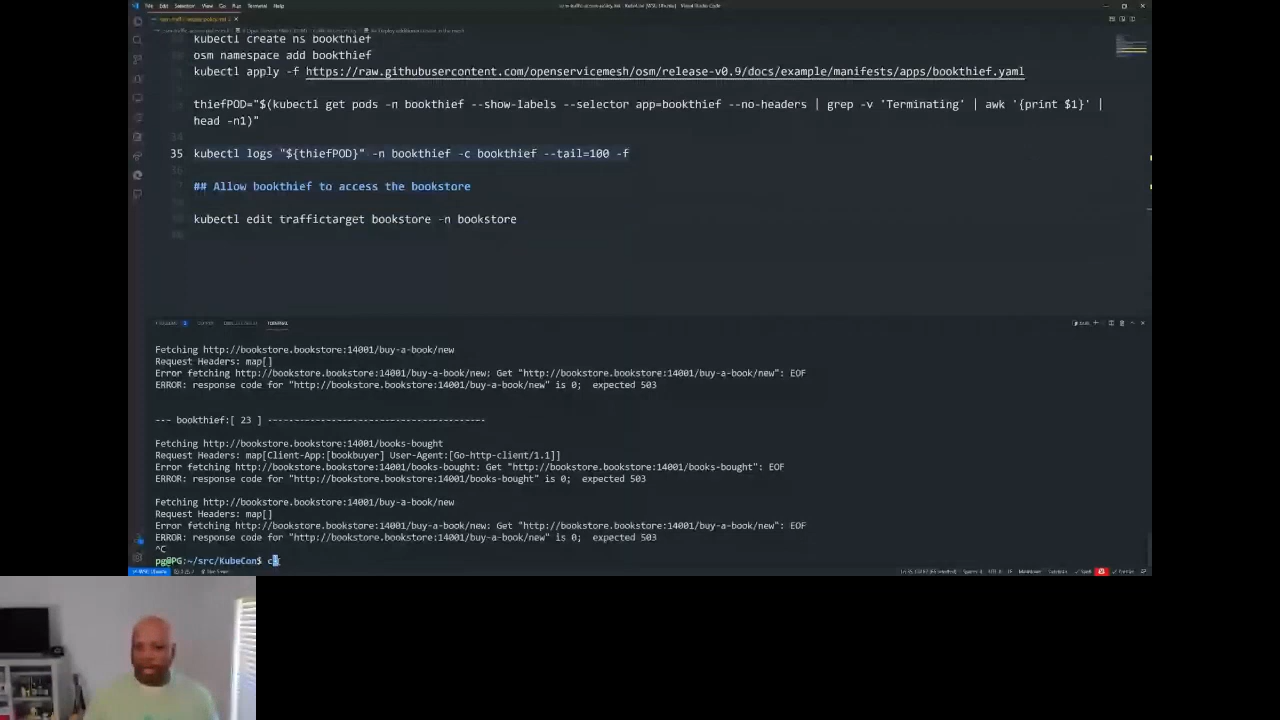 File Edit Selection View Go Run Terminal Help
kubectl create ns bookthief
osm namespace add bookthief
kubectl apply -f https://raw.githubusercontent.com/openservicemesh/osm/release-v0.9/docs/example/manifests/apps/bookthief.yaml
thiefPOD="$(kubectl get pods -n bookthief --show-labels --selector app=bookthief --no-headers | grep -v 'Terminating' | awk '{print $1}' |
head -n1)"
35 kubectl logs "${thiefPOD}" -n bookthief -c bookthief --tail=100 -f
## Allow bookthief to access the bookstore
kubectl edit traffictarget bookstore -n bookstore
Fetching http://bookstore.bookstore:14001/buy-a-book/new
Request Headers: map[]
Error fetching http://bookstore.bookstore:14001/buy-a-book/new: Get "http://bookstore.bookstore:14001/buy-a-book/new": EOF
ERROR: response code for "http://bookstore.bookstore:14001/buy-a-book/new" is 0;  expected 503
--- bookthief:[ 23 ] -----------------------------------------
Fetching http://bookstore.bookstore:14001/books-bought
Request Headers: map[Client-App:[bookbuyer] User-Agent:[Go-http-client/1.1]]
Error fetching http://bookstore.bookstore:14001/books-bought: Get "http://bookstore.bookstore:14001/books-bought": EOF
ERROR: response code for "http://bookstore.bookstore:14001/books-bought" is 0;  expected 503
Fetching http://bookstore.bookstore:14001/buy-a-book/new
Request Headers: map[]
Error fetching http://bookstore.bookstore:14001/buy-a-book/new: Get "http://bookstore.bookstore:14001/buy-a-book/new": EOF
ERROR: response code for "http://bookstore.bookstore:14001/buy-a-book/new" is 0;  expected 503
^C
pg@PG:~/src/KubeCon$ c